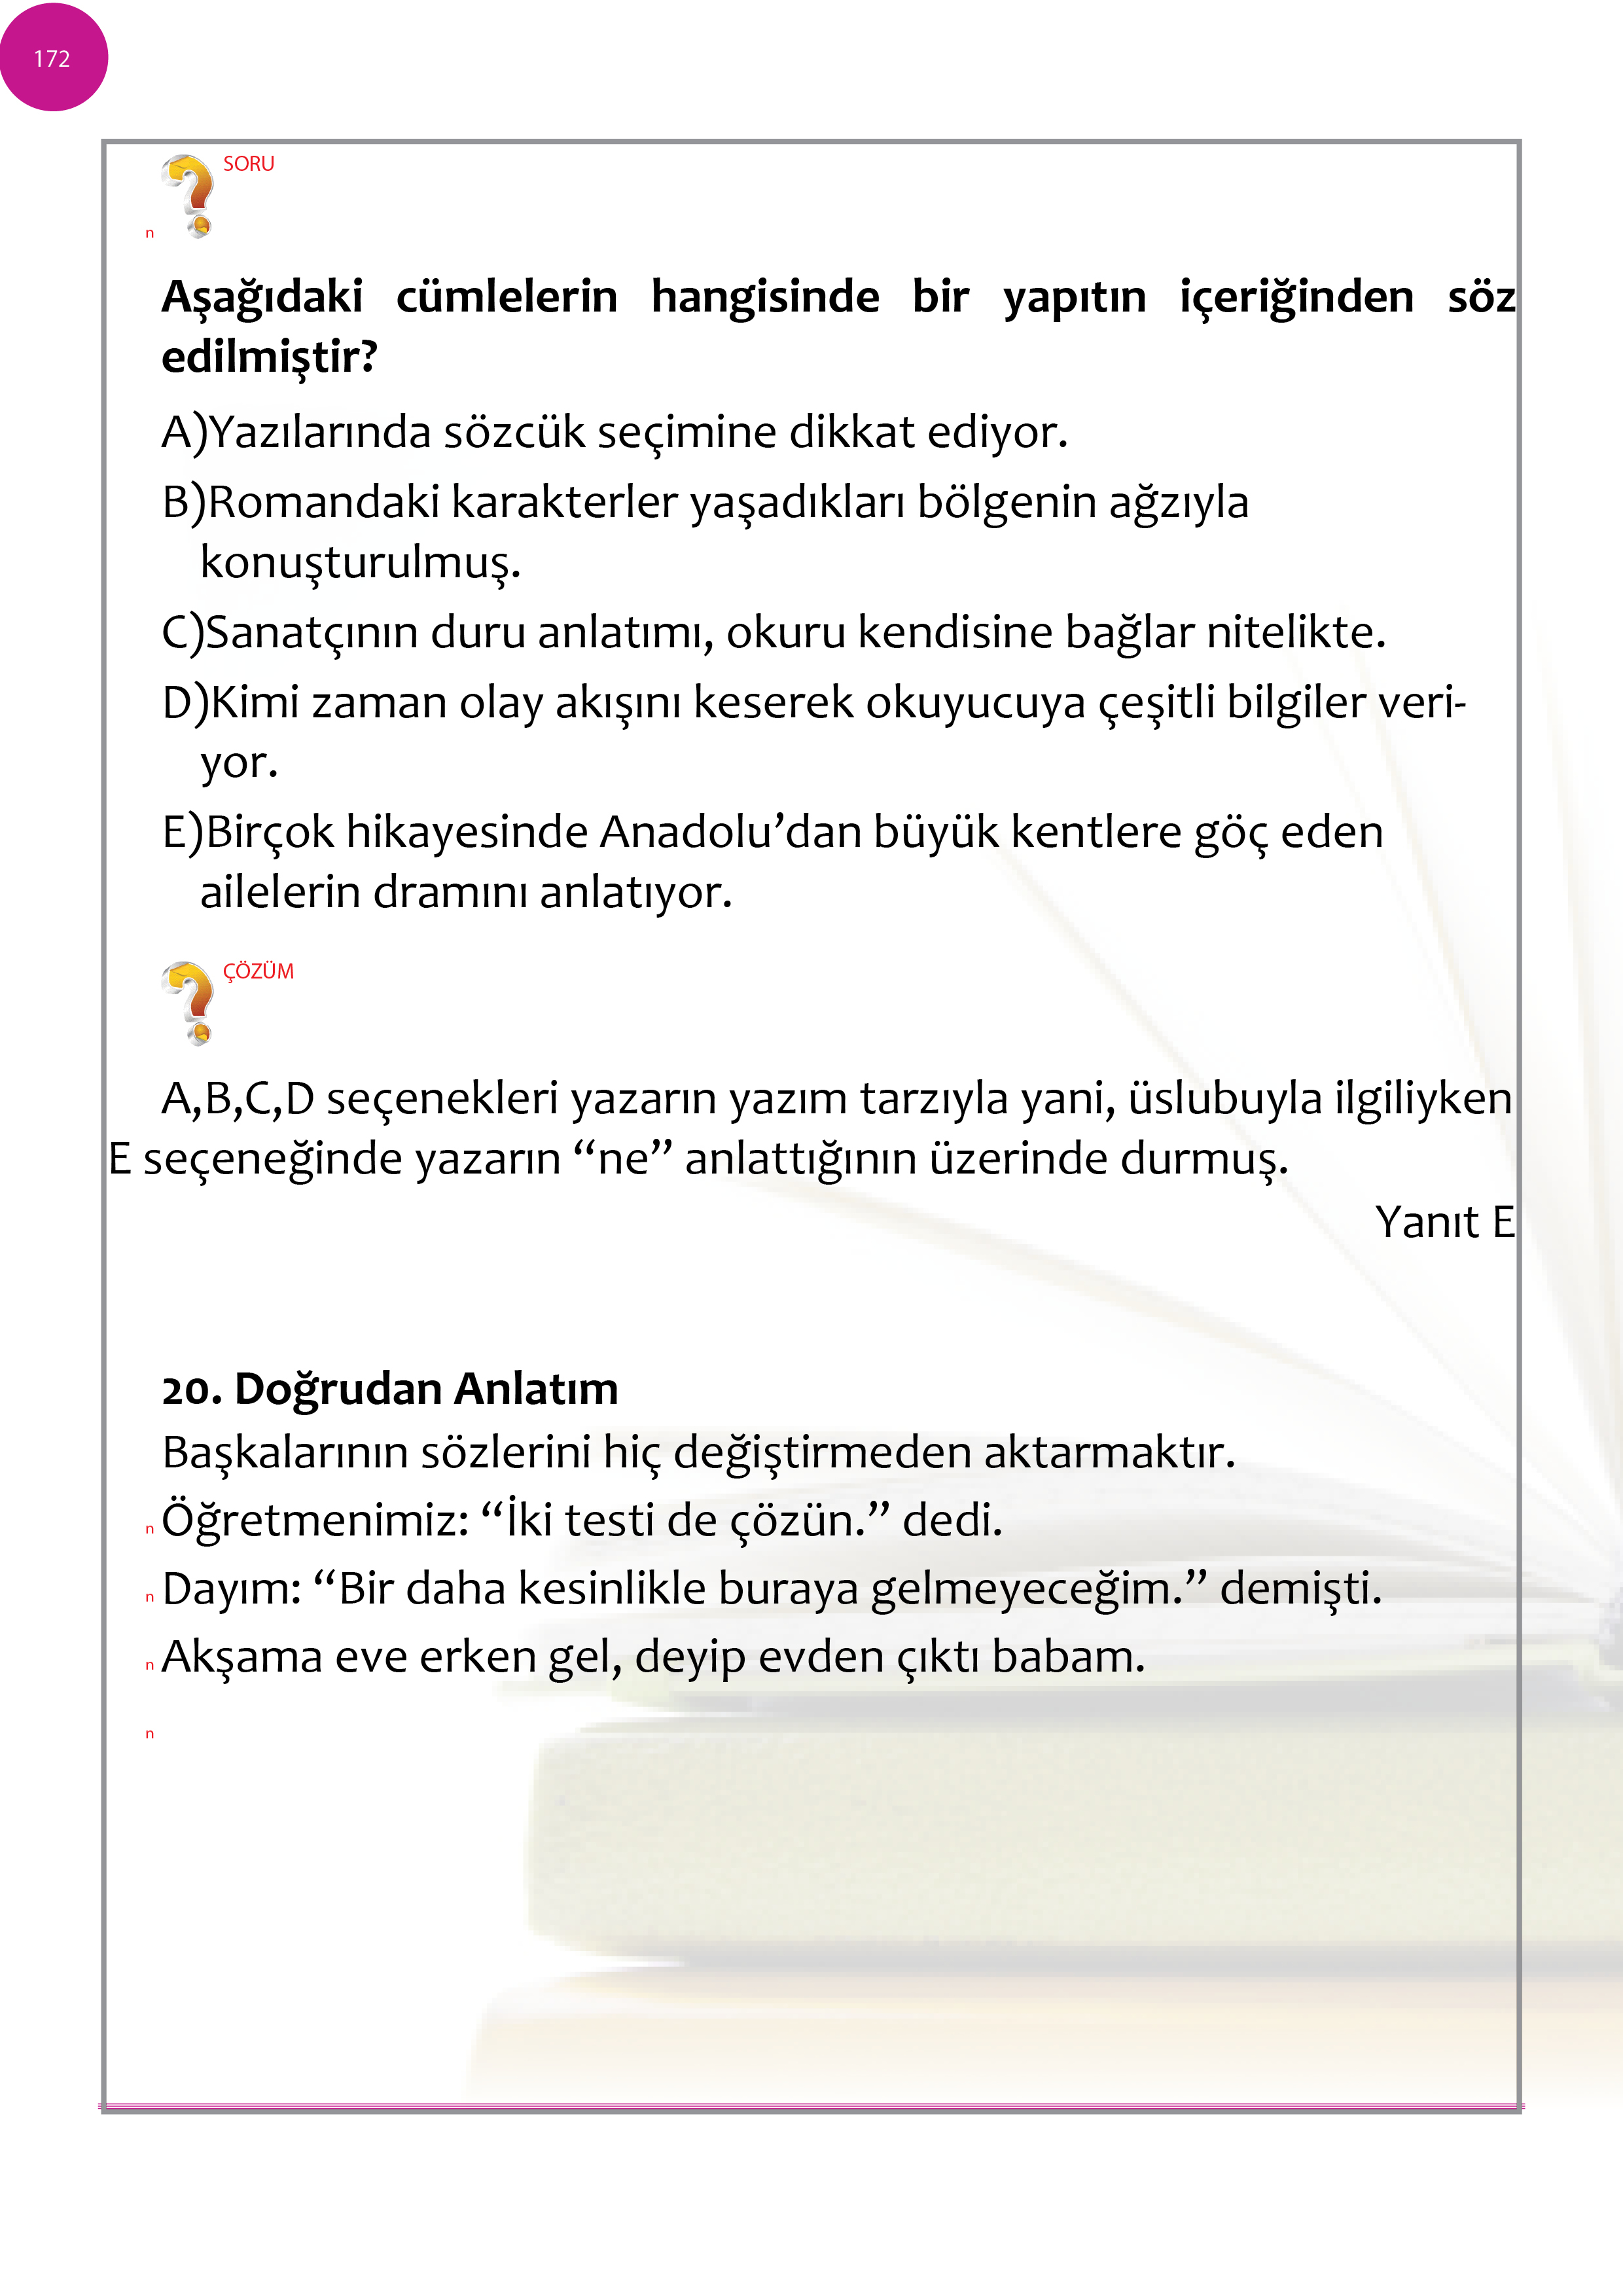 172
SORU
n
Aşağıdaki cümlelerin hangisinde bir yapıtın içeriğinden söz
edilmiştir?
A)Yazılarında sözcük seçimine dikkat ediyor.
B)Romandaki karakterler yaşadıkları bölgenin ağzıyla
konuşturulmuş.
C)Sanatçının duru anlatımı, okuru kendisine bağlar nitelikte.
D)Kimi zaman olay akışını keserek okuyucuya çeşitli bilgiler veri-
yor.
E)Birçok hikayesinde Anadolu’dan büyük kentlere göç eden
ailelerin dramını anlatıyor.
ÇÖZÜM
A,B,C,D seçenekleri yazarın yazım tarzıyla yani, üslubuyla ilgiliyken
E seçeneğinde yazarın “ne” anlattığının üzerinde durmuş.
Yanıt E
20. Doğrudan Anlatım
Başkalarının sözlerini hiç değiştirmeden aktarmaktır.
n Öğretmenimiz: “İki testi de çözün.” dedi.
n Dayım: “Bir daha kesinlikle buraya gelmeyeceğim.” demişti.
n Akşama eve erken gel, deyip evden çıktı babam.
n